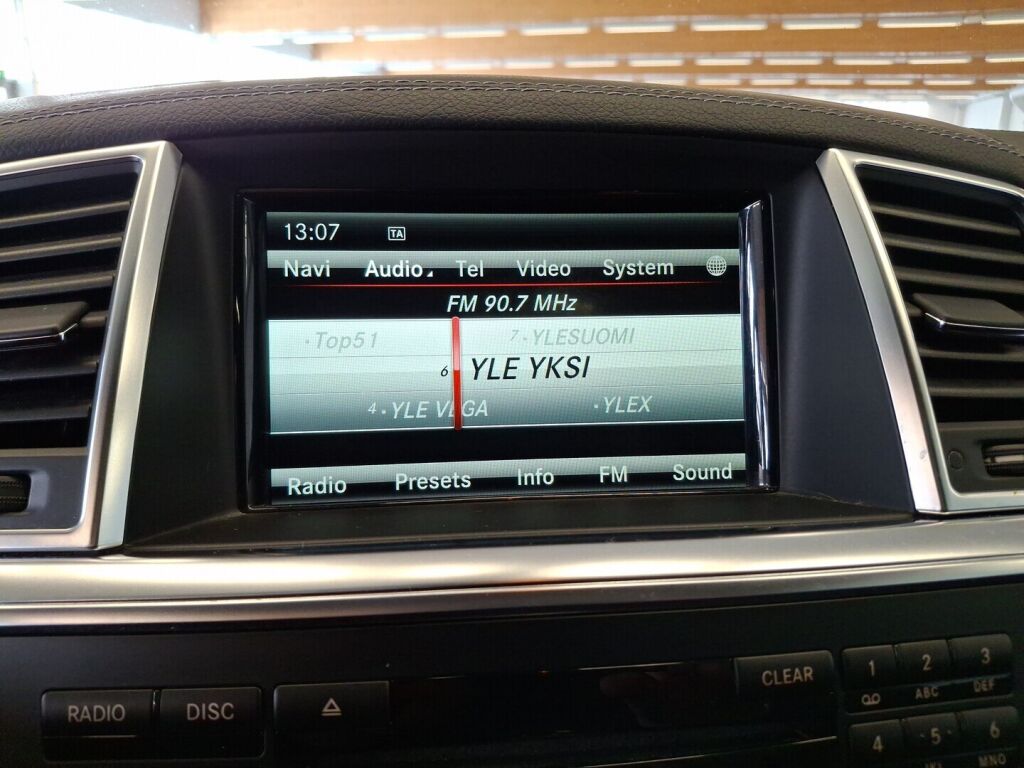 13:07 TA
Navi Audio Tel Video System
FM 90.7 MHz
·Top51 7·YLESUOMI
6 YLE YKSI
4·YLE VEGA ·YLEX
Radio Presets Info FM Sound
RADIO DISC CLEAR
1 2 3
ABC DEF
4 5 6
MNO